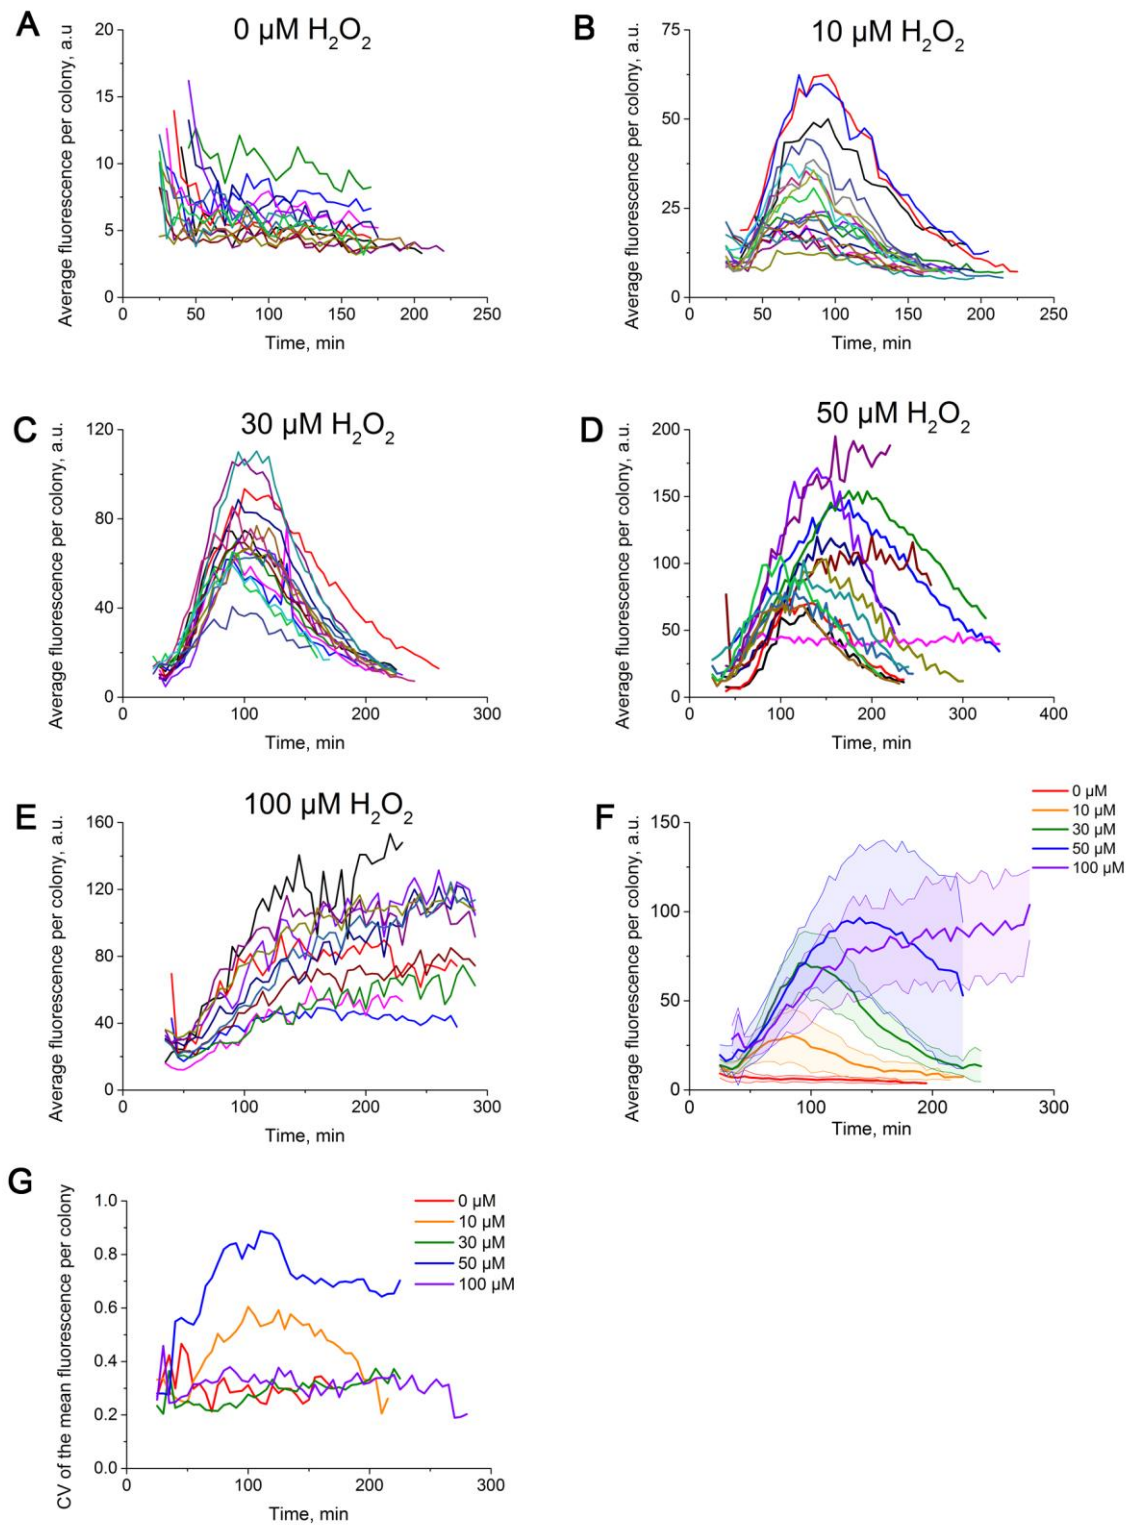 A
0 µM H₂O₂
Average fluorescence per colony, a.u
20
15
10
5
0
0 50 100 150 200 250
Time, min
B
10 µM H₂O₂
Average fluorescence per colony, a.u.
75
50
25
0
0 50 100 150 200 250
Time, min
C
30 µM H₂O₂
Average fluorescence per colony, a.u.
120
80
40
0
0 100 200 300
Time, min
D
50 µM H₂O₂
Average fluorescence per colony, a.u.
200
150
100
50
0
0 100 200 300 400
Time, min
E
100 µM H₂O₂
Average fluorescence per colony, a.u.
160
120
80
40
0
0 100 200 300
Time, min
F
0 µM
10 µM
30 µM
50 µM
100 µM
Average fluorescence per colony, a.u.
150
100
50
0
0 100 200 300
Time, min
G
0 µM
10 µM
30 µM
50 µM
100 µM
CV of the mean fluorescence per colony
1.0
0.8
0.6
0.4
0.2
0.0
0 100 200 300
Time, min